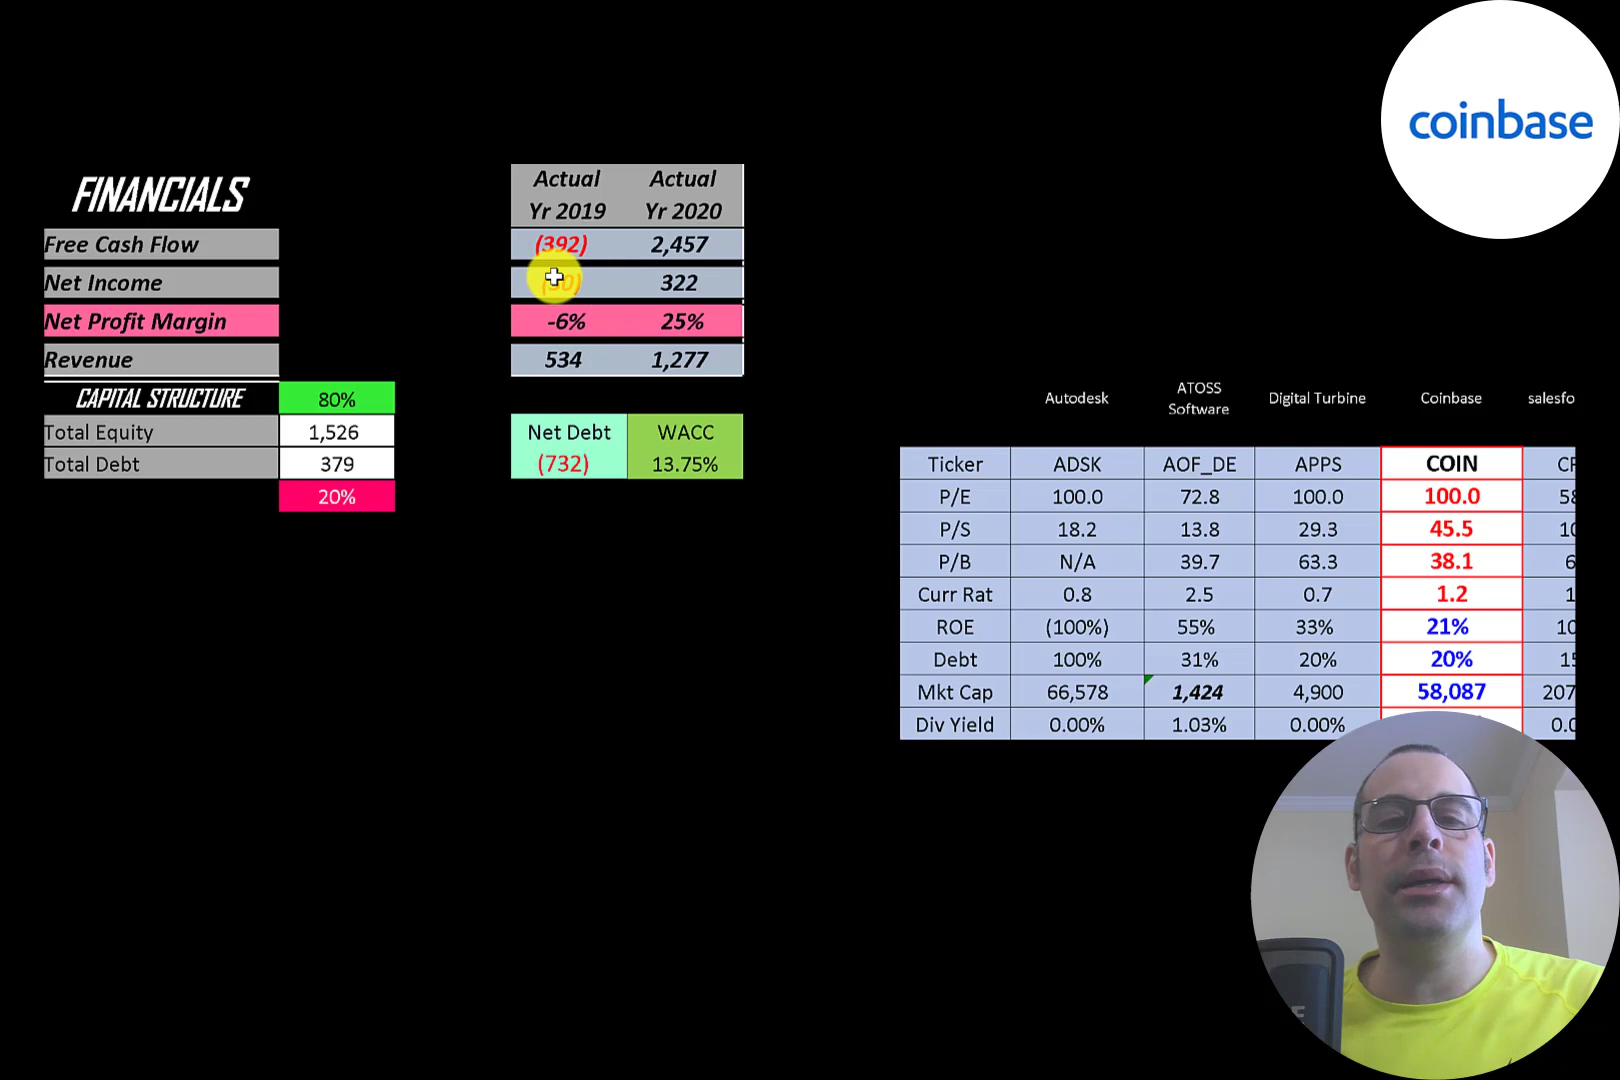 coinbase
FINANCIALS
Actual Actual
Yr 2019 Yr 2020
Free Cash Flow (392) 2,457
Net Income 322
Net Profit Margin -6% 25%
Revenue 534 1,277
CAPITAL STRUCTURE 80%
Total Equity 1,526
Total Debt 379
20%
Net Debt WACC
(732) 13.75%
Autodesk ATOSS Software Digital Turbine Coinbase salesfo
Ticker ADSK AOF_DE APPS COIN
P/E 100.0 72.8 100.0 100.0
P/S 18.2 13.8 29.3 45.5
P/B N/A 39.7 63.3 38.1
Curr Rat 0.8 2.5 0.7 1.2
ROE (100%) 55% 33% 21%
Debt 100% 31% 20% 20%
Mkt Cap 66,578 1,424 4,900 58,087 207
Div Yield 0.00% 1.03% 0.00%